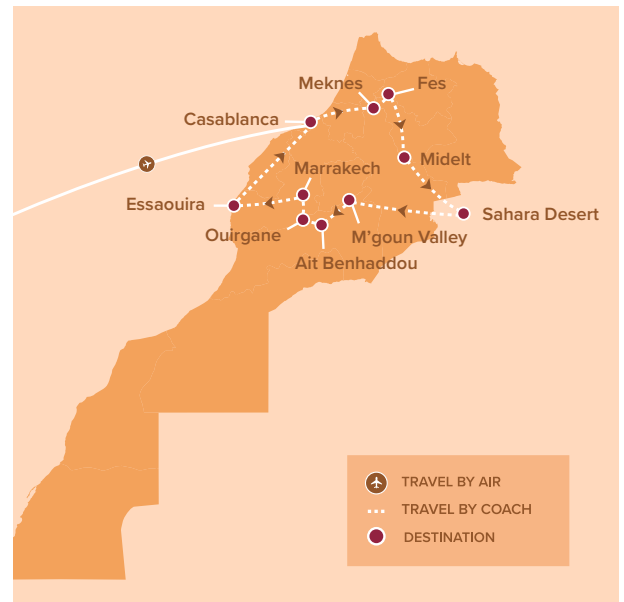 Meknes
Fes
Casablanca
Midelt
Marrakech
Essaouira
Sahara Desert
Ouirgane
M'goun Valley
Ait Benhaddou
TRAVEL BY AIR
TRAVEL BY COACH
DESTINATION